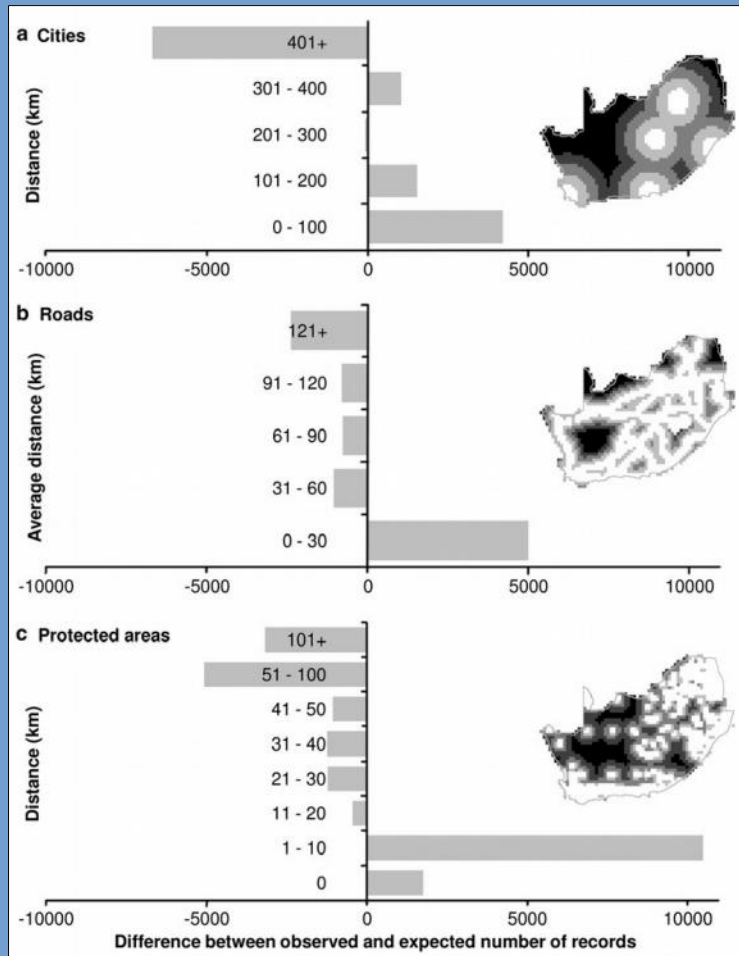 a Cities
Distance (km)
401+
301 - 400
201 - 300
101 - 200
0 - 100
-10000 -5000 0 5000 10000
b Roads
Average distance (km)
121+
91 - 120
61 - 90
31 - 60
0 - 30
-10000 -5000 0 5000 10000
c Protected areas
Distance (km)
101+
51 - 100
41 - 50
31 - 40
21 - 30
11 - 20
1 - 10
0
-10000 -5000 0 5000 10000
Difference between observed and expected number of records